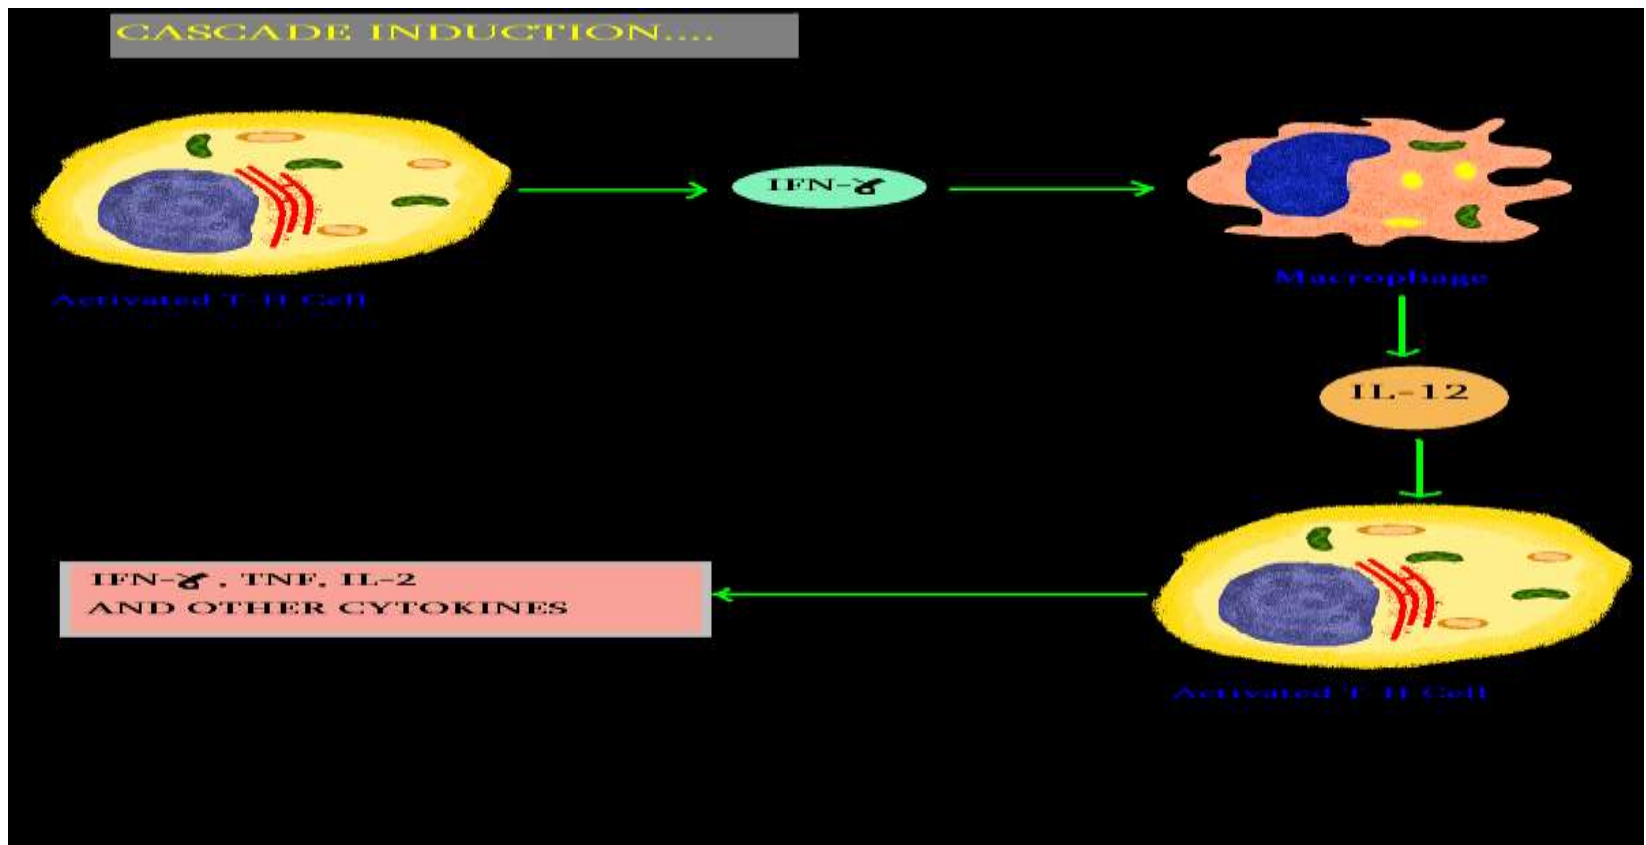 CASCADE INDUCTION....
IFN-ɣ
Macrophage
Activated T-H Cell
IL-12
IFN-ɣ , TNF, IL-2
AND OTHER CYTOKINES
Activated T-H Cell